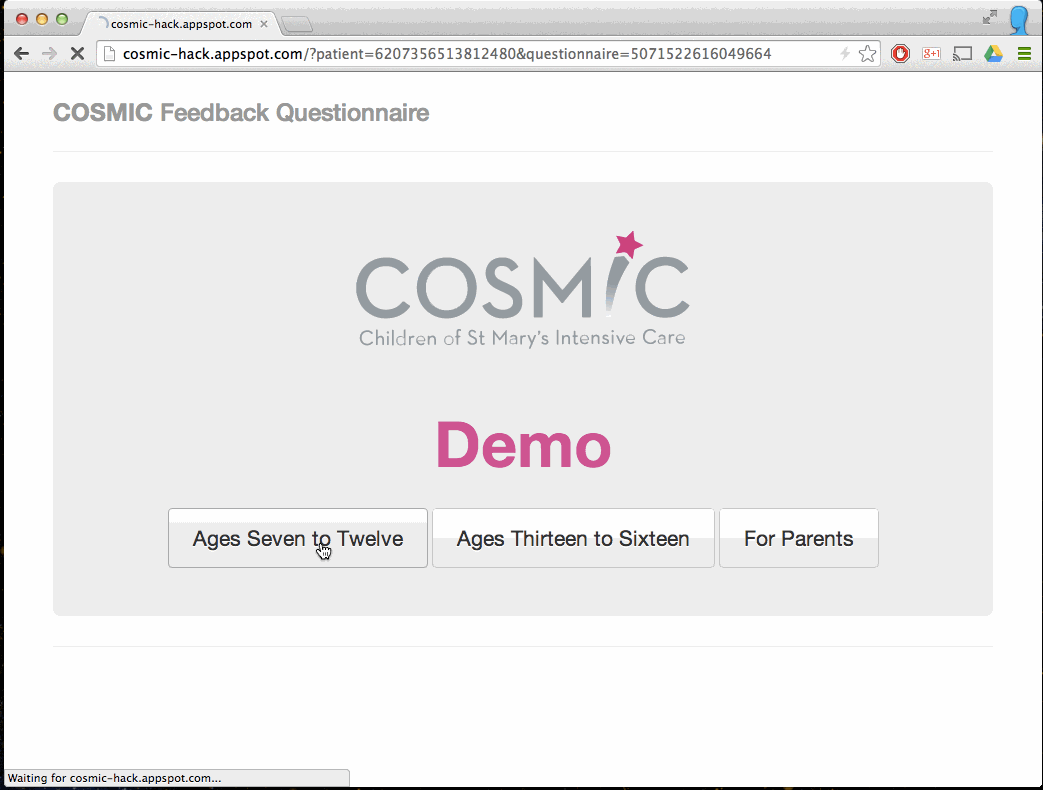 cosmic-hack.appspot.com
cosmic-hack.appspot.com/?patient=6207356513812480&questionnaire=5071522616049664
g+1
COSMIC Feedback Questionnaire
COSMiC
Children of St Mary's Intensive Care
Demo
Ages Seven to Twelve
Ages Thirteen to Sixteen
For Parents
Waiting for cosmic-hack.appspot.com...